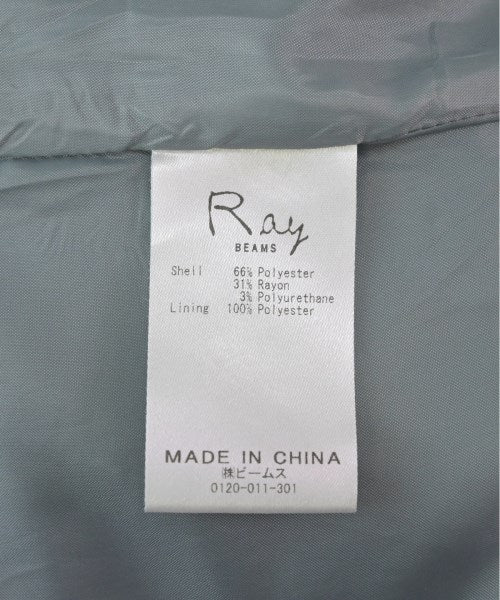 Ray
BEAMS
Shell 66% Polyester
31% Rayon
3% Polyurethane
Lining 100% Polyester
MADE IN CHINA
㈱ビームス
0120-011-301